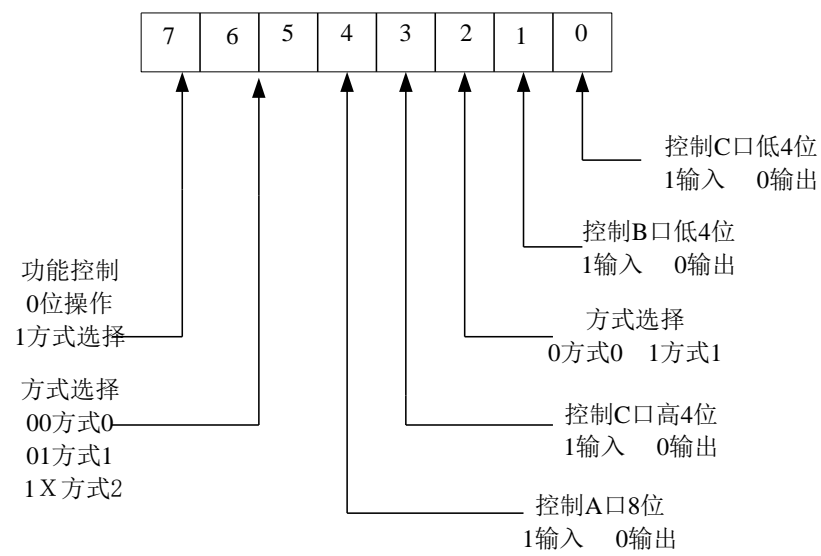 7 6 5 4 3 2 1 0
控制C口低4位
1输入 0输出
控制B口低4位
1输入 0输出
功能控制
0位操作
1方式选择
方式选择
0方式0 1方式1
方式选择
00方式0
01方式1
1X方式2
控制C口高4位
1输入 0输出
控制A口8位
1输入 0输出